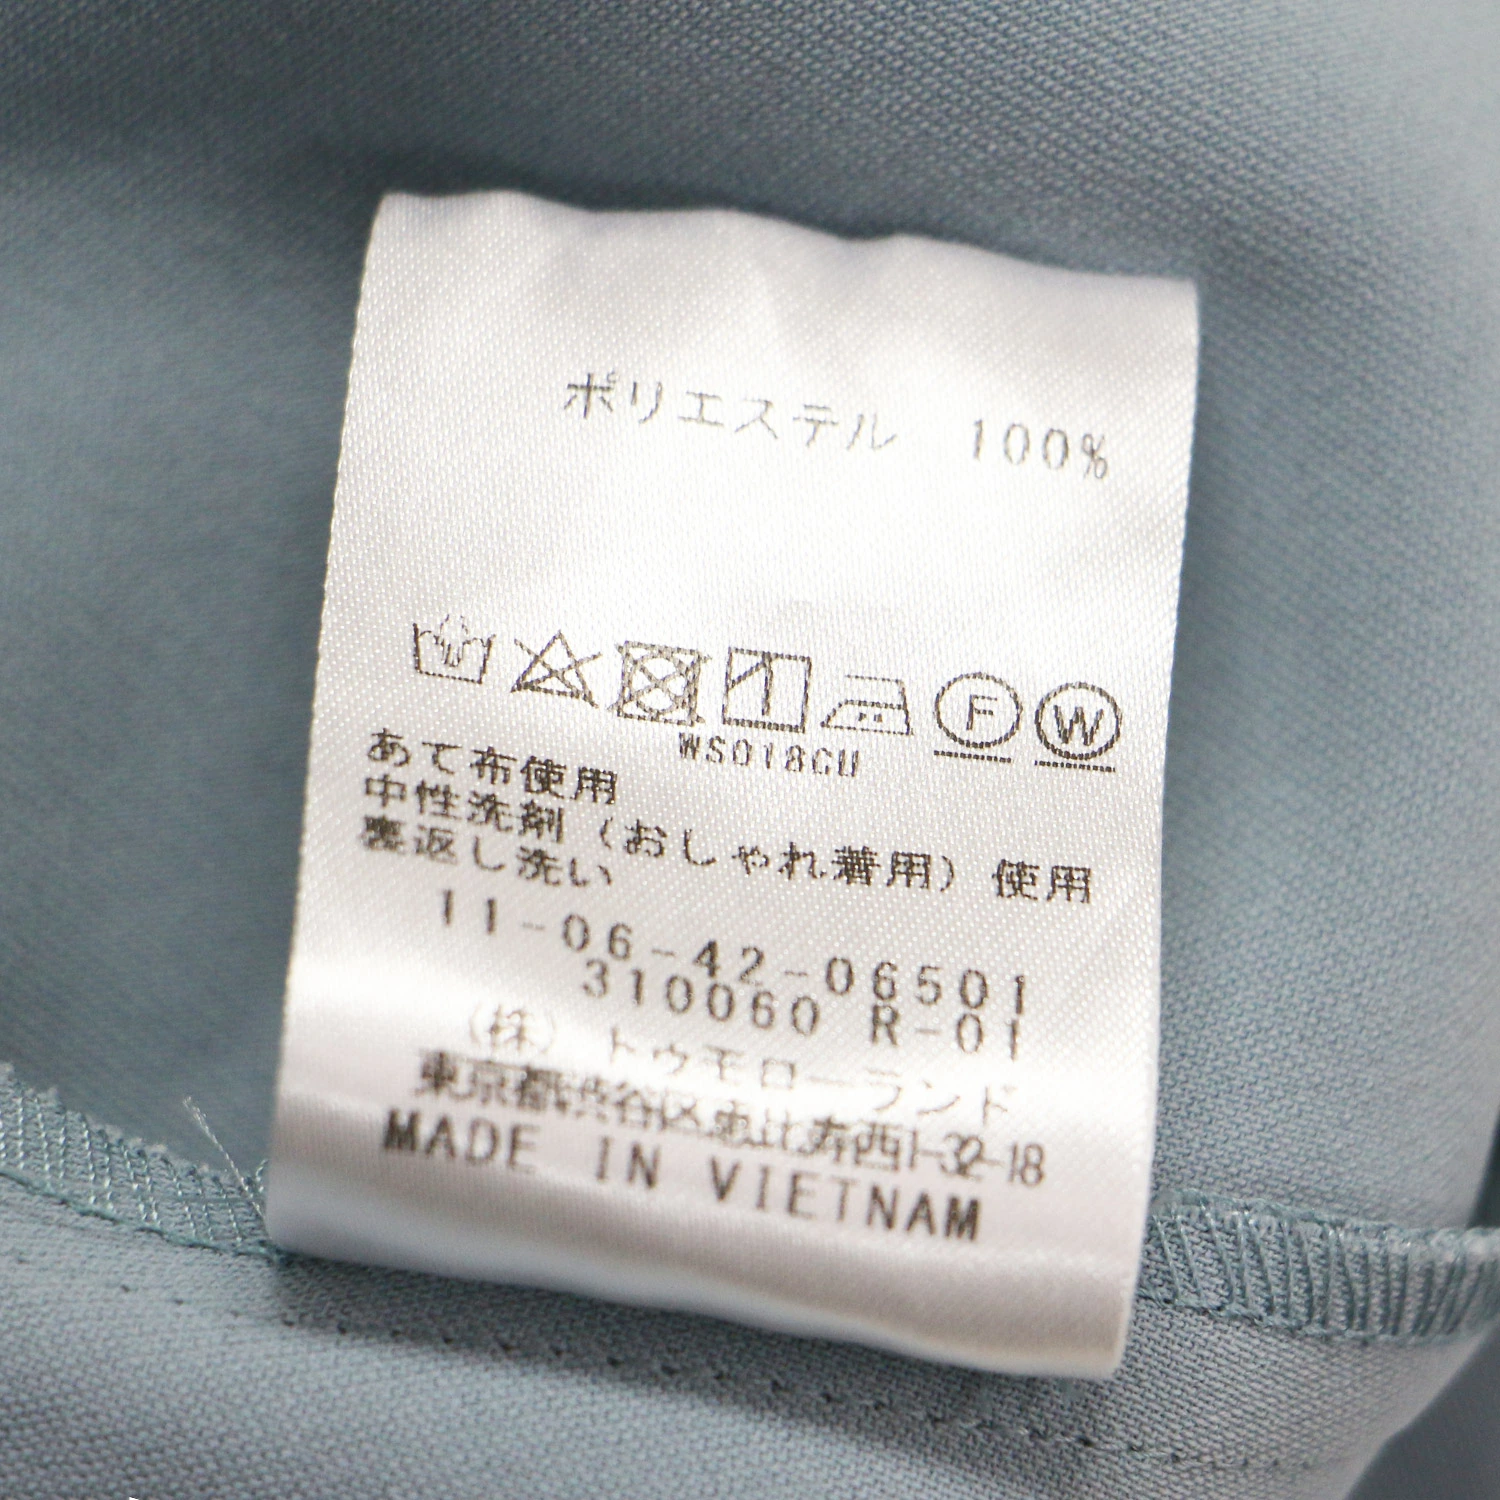 ポリエステル 100%
F W
WS018CU
あて布使用
中性洗剤（おしゃれ着用）使用
裏返し洗い
11-06-42-06501
310060 R-01
（株）トゥモローランド
東京都渋谷区恵比寿西1-32-18
MADE IN VIETNAM